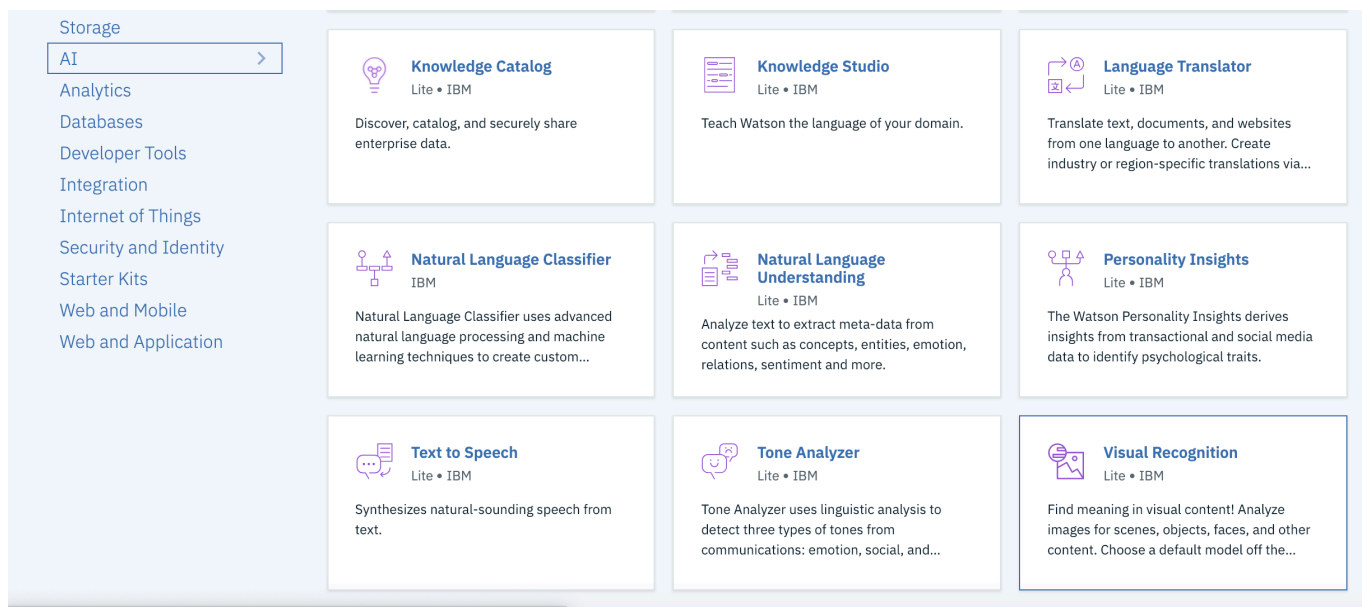 Storage
AI
Analytics
Databases
Developer Tools
Integration
Internet of Things
Security and Identity
Starter Kits
Web and Mobile
Web and Application
Knowledge Catalog
Lite • IBM
Discover, catalog, and securely share
enterprise data.
Knowledge Studio
Lite • IBM
Teach Watson the language of your domain.
A
文
Language Translator
Lite • IBM
Translate text, documents, and websites
from one language to another. Create
industry or region-specific translations via...
Natural Language Classifier
IBM
Natural Language Classifier uses advanced
natural language processing and machine
learning techniques to create custom...
Natural Language
Understanding
Lite • IBM
Analyze text to extract meta-data from
content such as concepts, entities, emotion,
relations, sentiment and more.
Personality Insights
Lite • IBM
The Watson Personality Insights derives
insights from transactional and social media
data to identify psychological traits.
Text to Speech
Lite • IBM
Synthesizes natural-sounding speech from
text.
Tone Analyzer
Lite • IBM
Tone Analyzer uses linguistic analysis to
detect three types of tones from
communications: emotion, social, and...
Visual Recognition
Lite • IBM
Find meaning in visual content! Analyze
images for scenes, objects, faces, and other
content. Choose a default model off the...